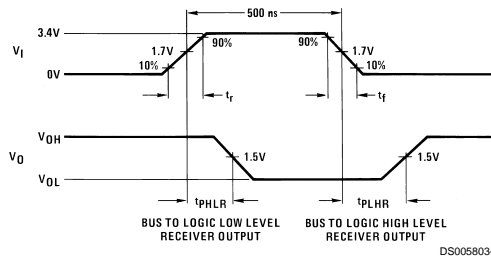 500 ns
3.4V
V_I
1.7V
90%
90%
1.7V
10%
10%
0V
t_r
t_f
V_OH
V_O
1.5V
1.5V
V_OL
t_PHLR
t_PLHR
BUS TO LOGIC LOW LEVEL
RECEIVER OUTPUT
BUS TO LOGIC HIGH LEVEL
RECEIVER OUTPUT
DS005803-